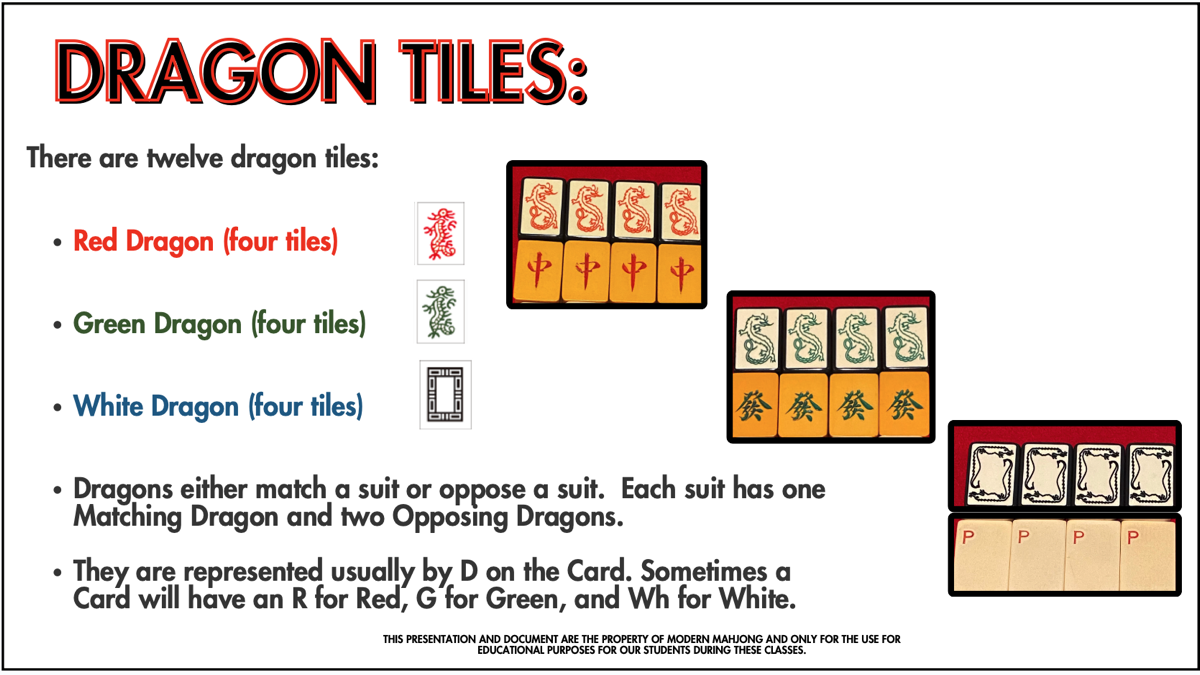 DRAGON TILES:
There are twelve dragon tiles:
• Red Dragon (four tiles)
• Green Dragon (four tiles)
• White Dragon (four tiles)
中 中 中 中
發 發 發 發
P P P P
• Dragons either match a suit or oppose a suit.  Each suit has one
Matching Dragon and two Opposing Dragons.
• They are represented usually by D on the Card. Sometimes a
Card will have an R for Red, G for Green, and Wh for White.
THIS PRESENTATION AND DOCUMENT ARE THE PROPERTY OF MODERN MAHJONG AND ONLY FOR THE USE FOR
EDUCATIONAL PURPOSES FOR OUR STUDENTS DURING THESE CLASSES.